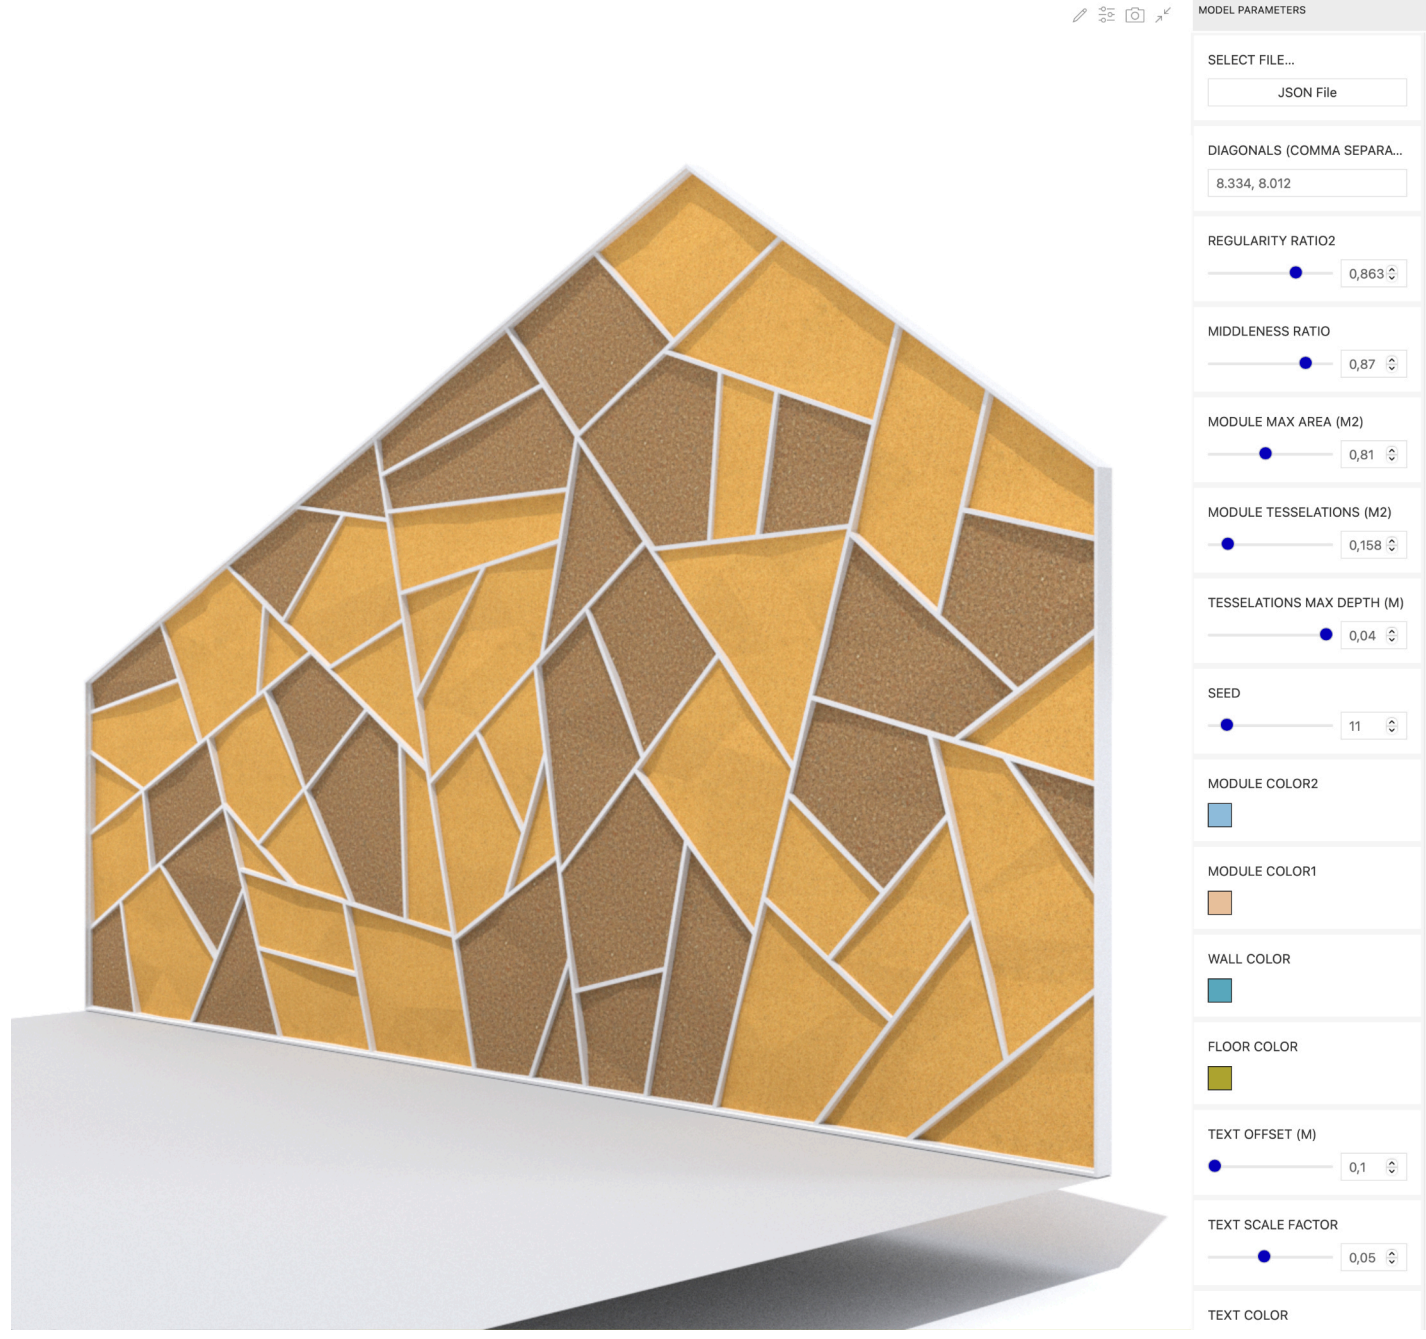 MODEL PARAMETERS
SELECT FILE...
JSON File
DIAGONALS (COMMA SEPARA...
8.334, 8.012
REGULARITY RATIO2
0,863
MIDDLENESS RATIO
0,87
MODULE MAX AREA (M2)
0,81
MODULE TESSELATIONS (M2)
0,158
TESSELATIONS MAX DEPTH (M)
0,04
SEED
11
MODULE COLOR2
MODULE COLOR1
WALL COLOR
FLOOR COLOR
TEXT OFFSET (M)
0,1
TEXT SCALE FACTOR
0,05
TEXT COLOR